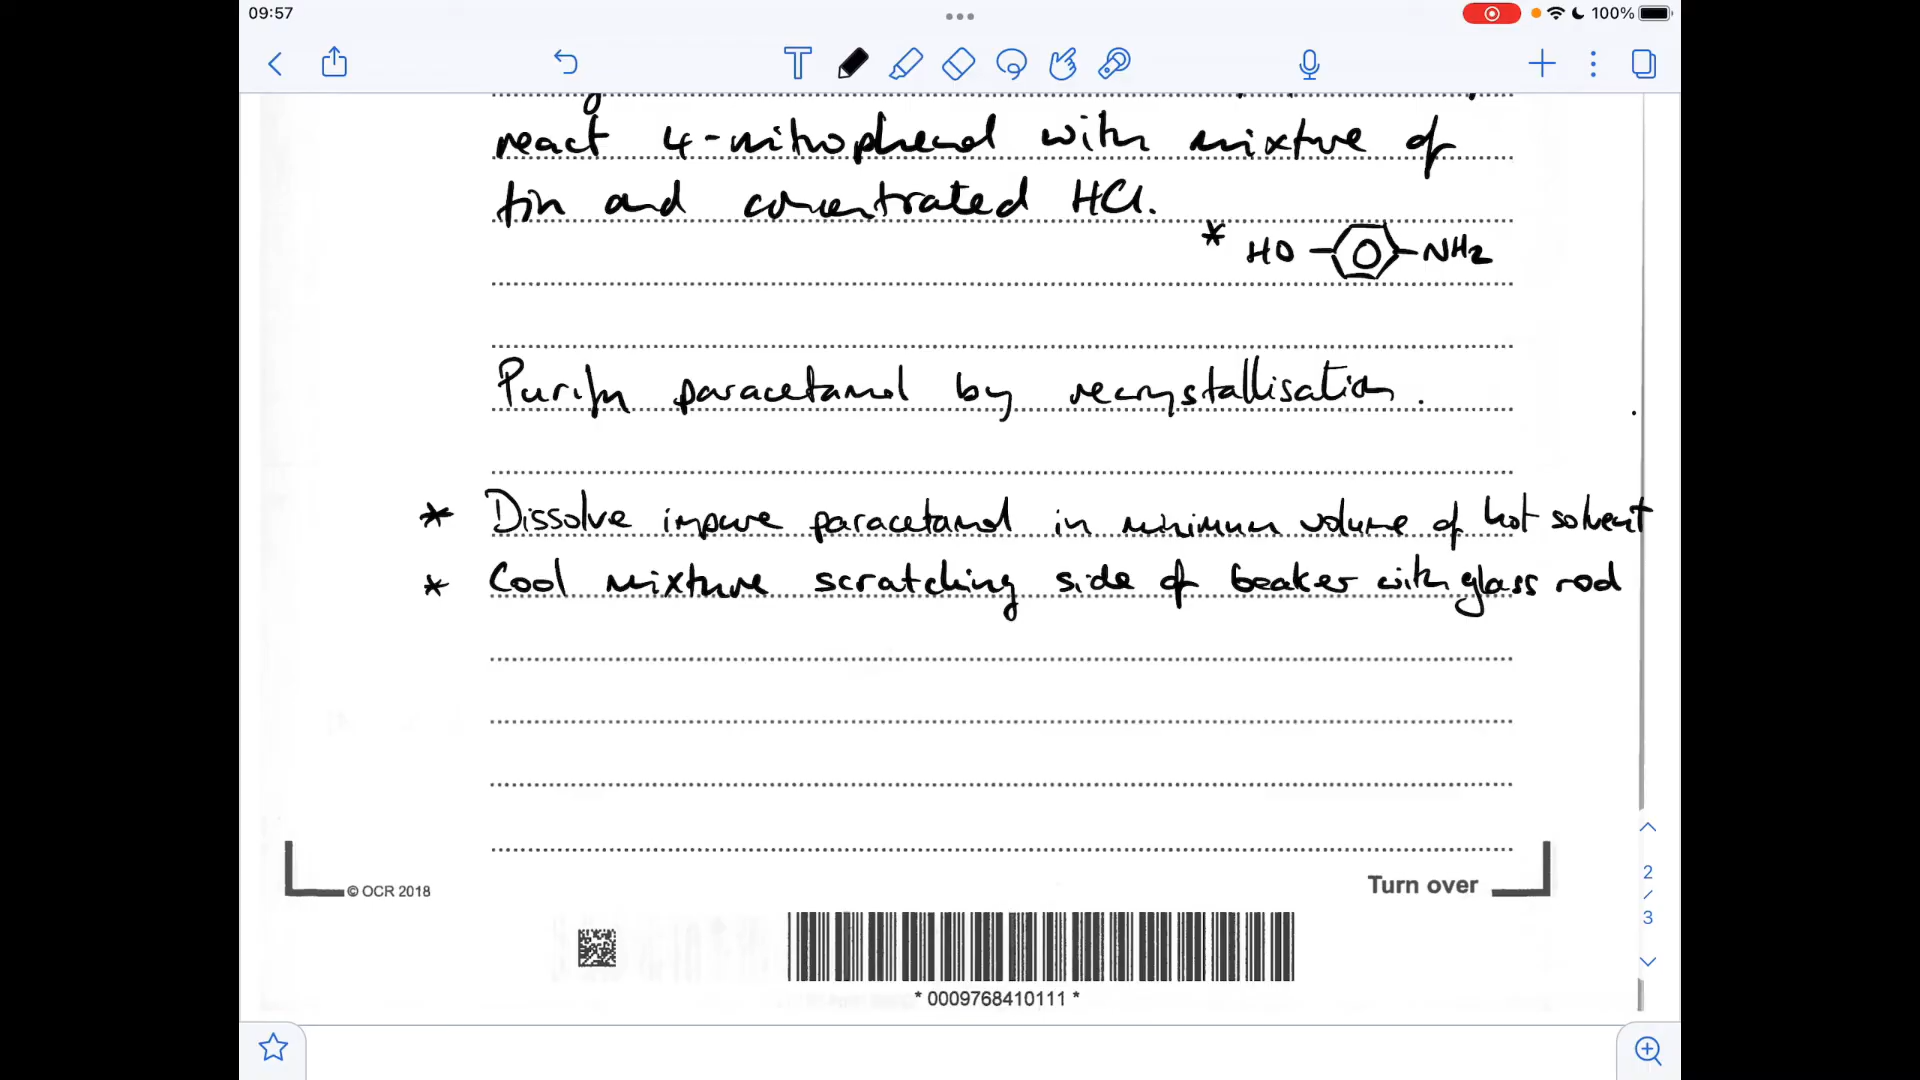 09:57
100%
react 4-nitrophenol with mixture of
tin and concentrated HCl.
* HO NH2
Purify paracetamol by recrystallisation.
* Dissolve impure paracetamol in minimum volume of hot solvent
* Cool mixture scratching side of beaker with glass rod
2
/
3
© OCR 2018
Turn over
* 0009768410111 *